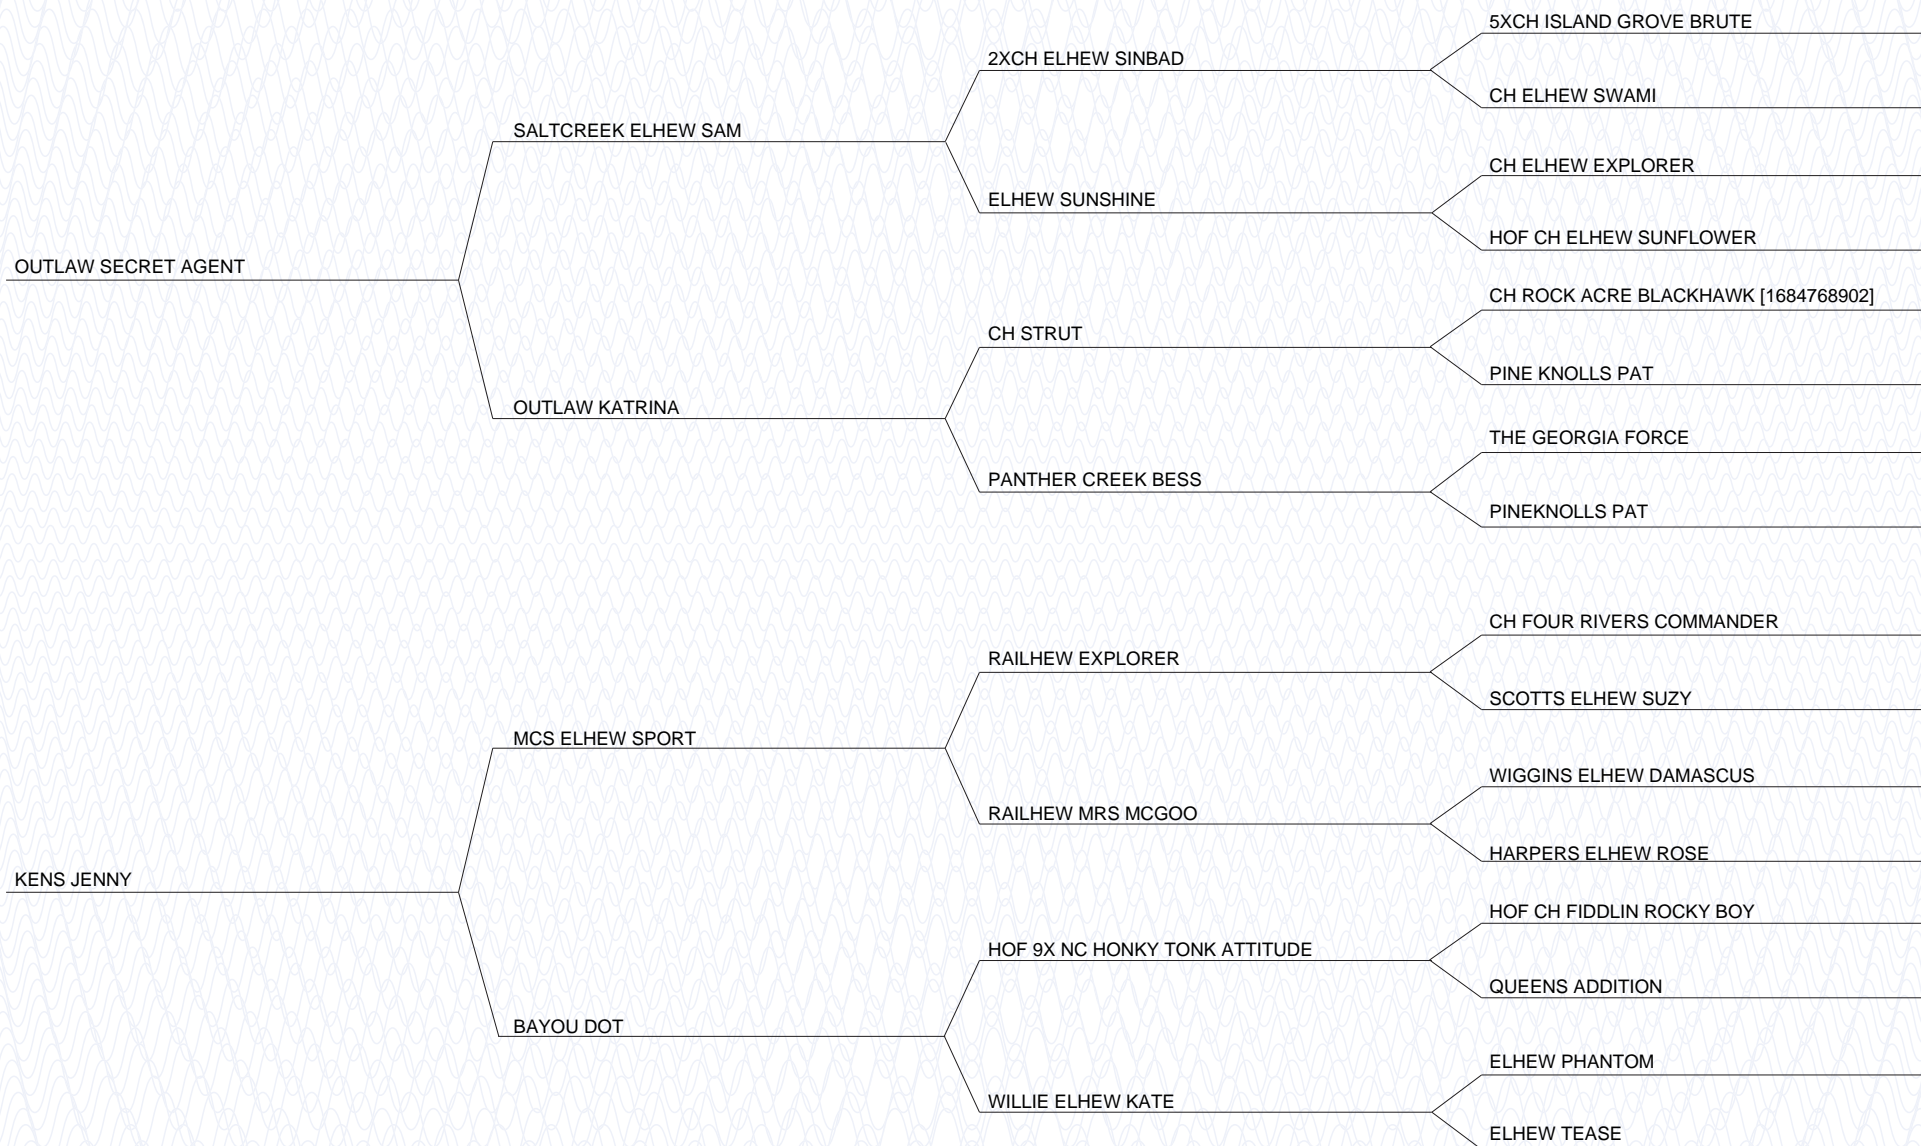 OUTLAW SECRET AGENT
SALTCREEK ELHEW SAM
2XCH ELHEW SINBAD
5XCH ISLAND GROVE BRUTE
CH ELHEW SWAMI
ELHEW SUNSHINE
CH ELHEW EXPLORER
HOF CH ELHEW SUNFLOWER
OUTLAW KATRINA
CH STRUT
CH ROCK ACRE BLACKHAWK [1684768902]
PINE KNOLLS PAT
PANTHER CREEK BESS
THE GEORGIA FORCE
PINEKNOLLS PAT
KENS JENNY
MCS ELHEW SPORT
RAILHEW EXPLORER
CH FOUR RIVERS COMMANDER
SCOTTS ELHEW SUZY
RAILHEW MRS MCGOO
WIGGINS ELHEW DAMASCUS
HARPERS ELHEW ROSE
BAYOU DOT
HOF 9X NC HONKY TONK ATTITUDE
HOF CH FIDDLIN ROCKY BOY
QUEENS ADDITION
WILLIE ELHEW KATE
ELHEW PHANTOM
ELHEW TEASE